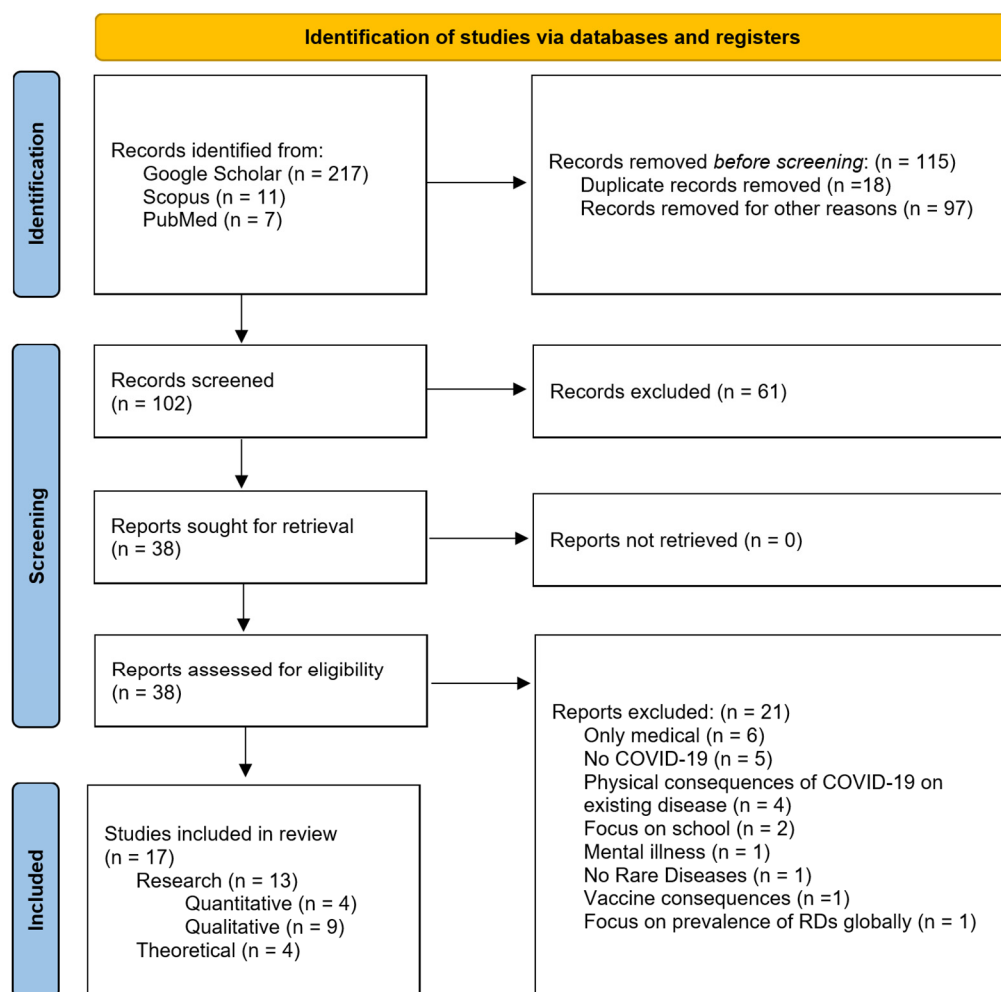 Identification of studies via databases and registers
Identification
Records identified from:
Google Scholar (n = 217)
Scopus (n = 11)
PubMed (n = 7)
Records removed before screening: (n = 115)
Duplicate records removed (n =18)
Records removed for other reasons (n = 97)
Screening
Records screened
(n = 102)
Records excluded (n = 61)
Reports sought for retrieval
(n = 38)
Reports not retrieved (n = 0)
Reports assessed for eligibility
(n = 38)
Reports excluded: (n = 21)
Only medical (n = 6)
No COVID-19 (n = 5)
Physical consequences of COVID-19 on
existing disease (n = 4)
Focus on school (n = 2)
Mental illness (n = 1)
No Rare Diseases (n = 1)
Vaccine consequences (n =1)
Focus on prevalence of RDs globally (n = 1)
Included
Studies included in review
(n = 17)
Research (n = 13)
Quantitative (n = 4)
Qualitative (n = 9)
Theoretical (n = 4)